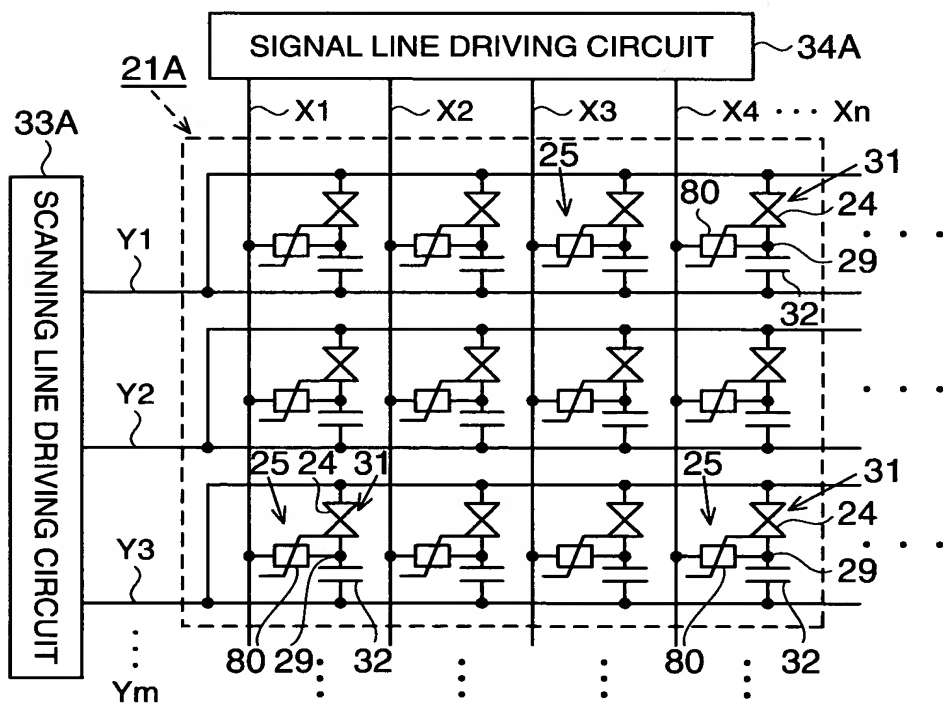 SIGNAL LINE DRIVING CIRCUIT
34A
21A
X1 X2 X3 X4 · · · · Xn
33A
SCANNING LINE DRIVING CIRCUIT
25 31
80 24
Y1 · · ·
29
32
Y2 · · ·
25 24 31 25 31
24
Y3 · · ·
29
80 29 32 80 32
Ym